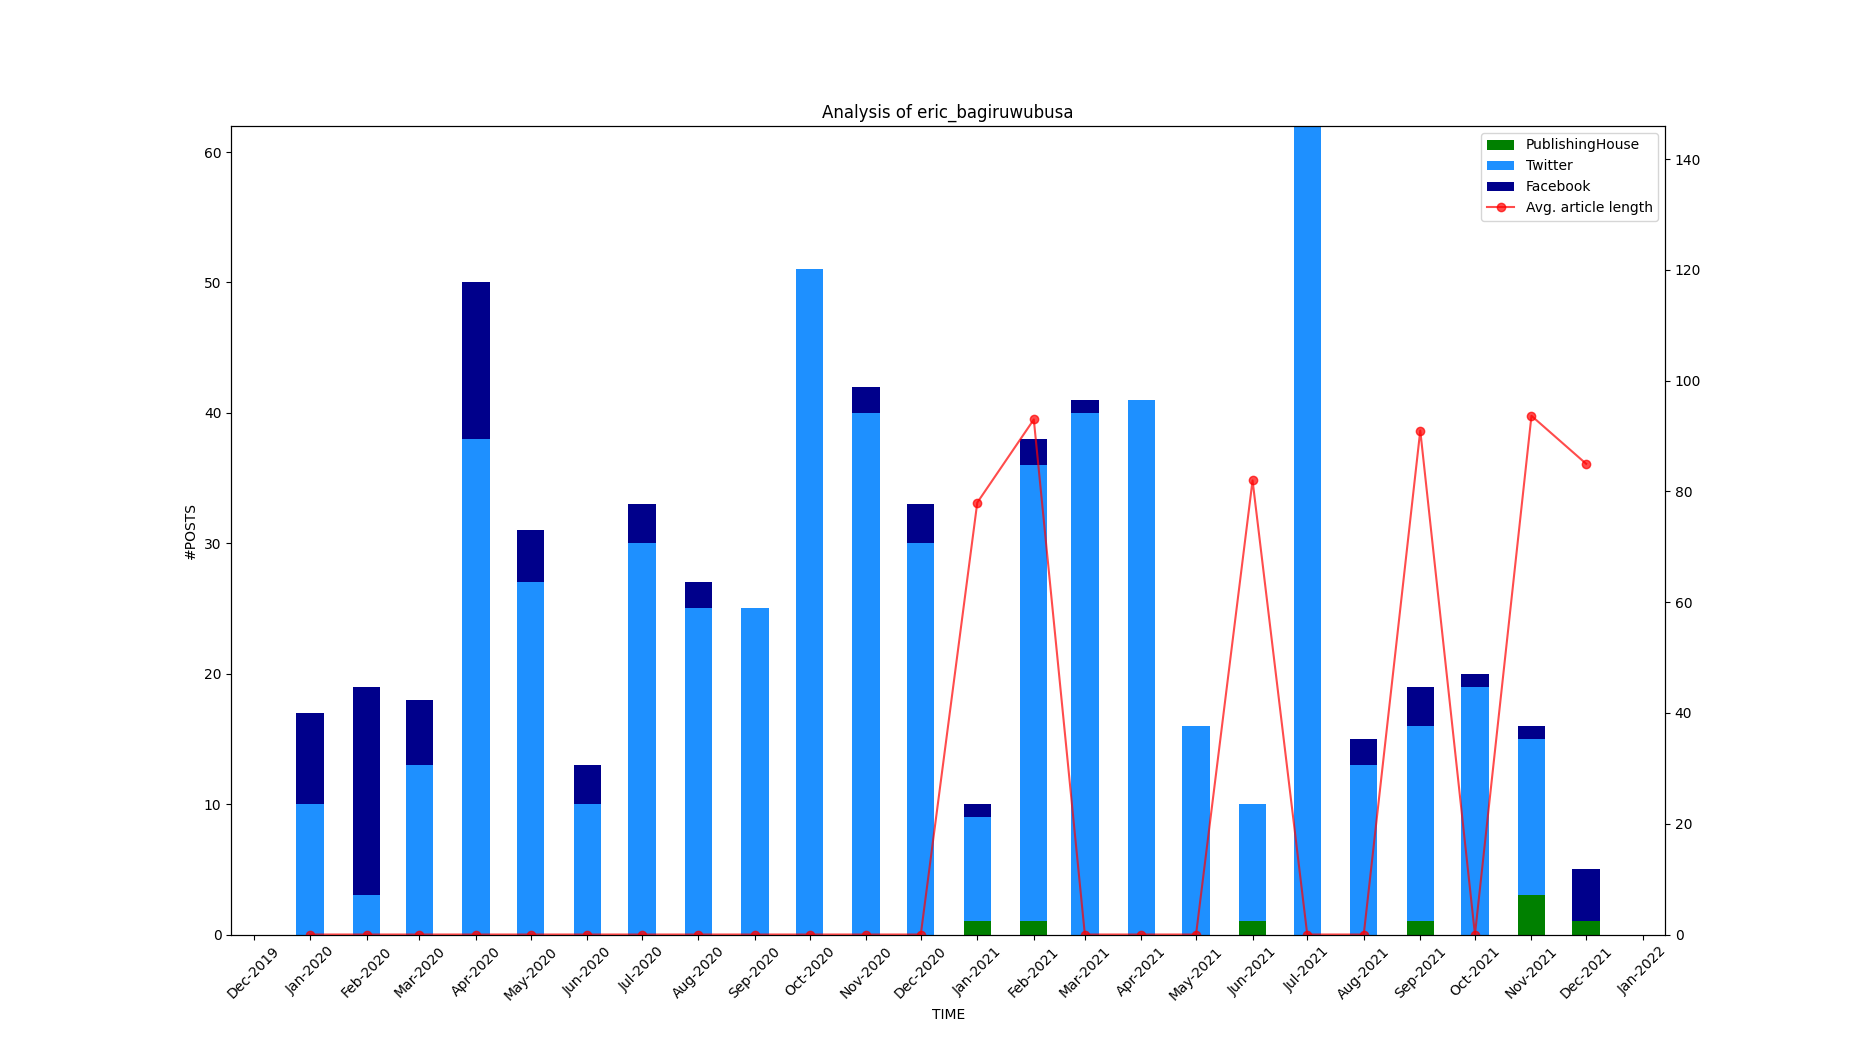 Analysis of eric_bagiruwubusa
PublishingHouse
Twitter
Facebook
Avg. article length
#POSTS
60
50
40
30
20
10
0
140
120
100
80
60
40
20
0
Dec-2019
Jan-2020
Feb-2020
Mar-2020
Apr-2020
May-2020
Jun-2020
Jul-2020
Aug-2020
Sep-2020
Oct-2020
Nov-2020
Dec-2020
Jan-2021
Feb-2021
Mar-2021
Apr-2021
May-2021
Jun-2021
Jul-2021
Aug-2021
Sep-2021
Oct-2021
Nov-2021
Dec-2021
Jan-2022
TIME